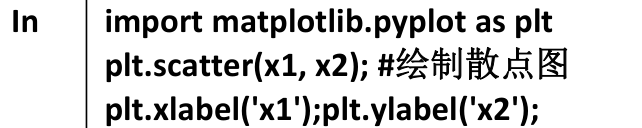 In
import matplotlib.pyplot as plt
plt.scatter(x1, x2); #绘制散点图
plt.xlabel('x1');plt.ylabel('x2');